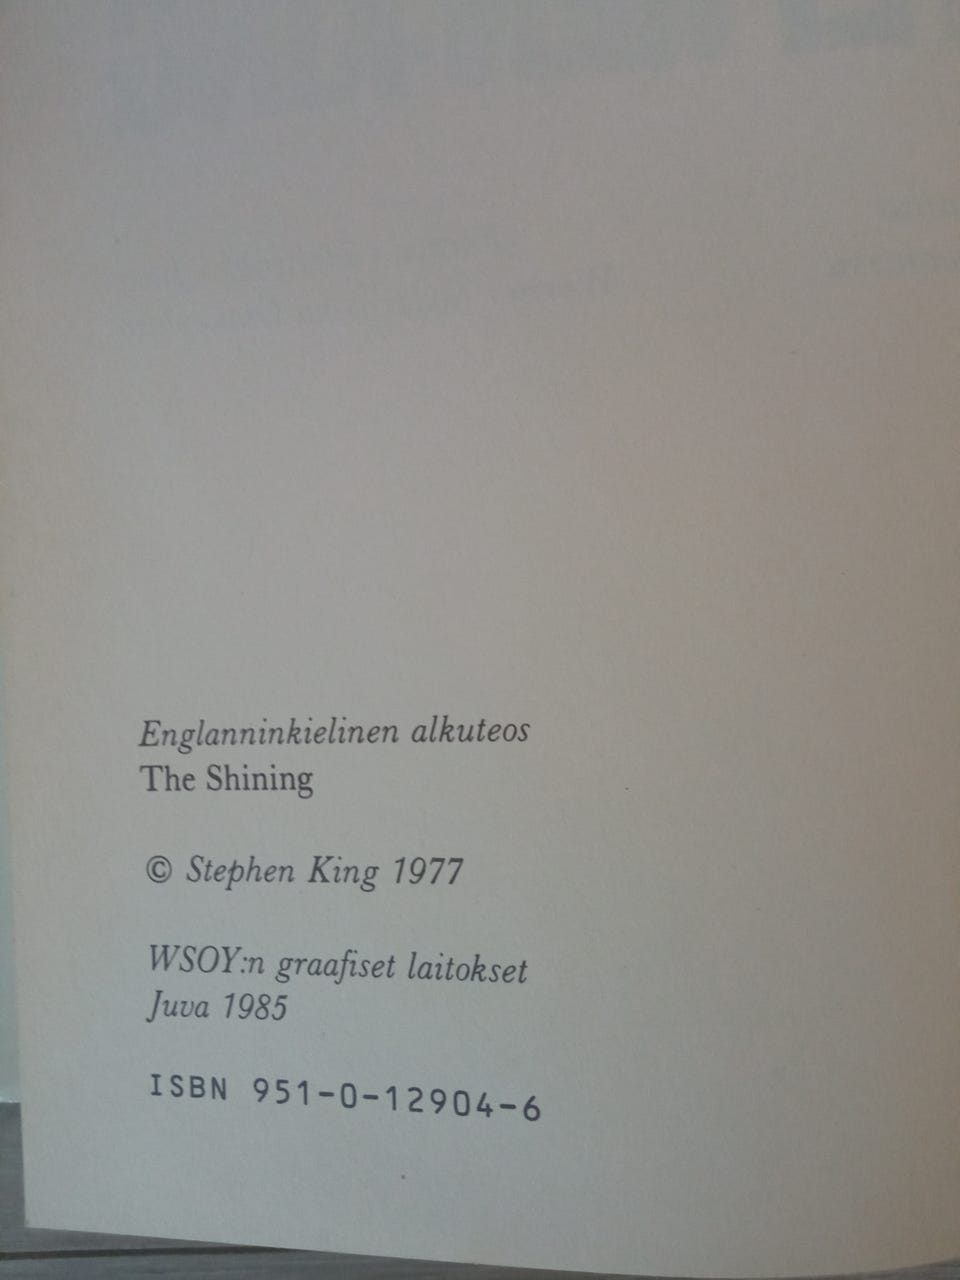 Englanninkielinen alkuteos
The Shining
© Stephen King 1977
WSOY:n graafiset laitokset
Juva 1985
ISBN 951-0-12904-6